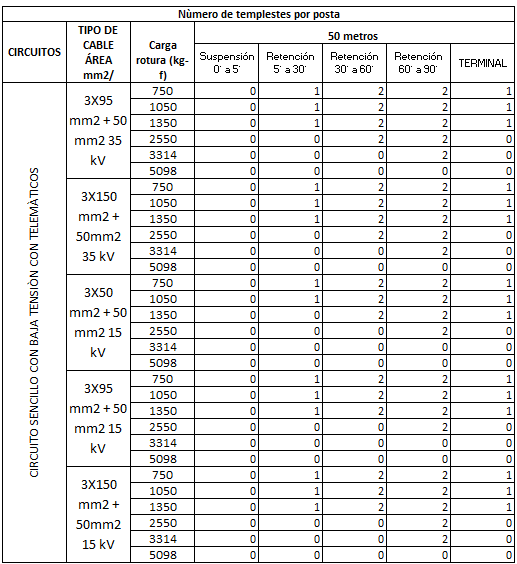 Nùmero de templestes por posta
CIRCUITOS
TIPO DE CABLE ÁREA mm2/
Carga rotura (kg-f)
50 metros
Suspensión 0˙ a 5˙
Retención 5˙ a 30˙
Retención 30˙ a 60˙
Retención 60˙ a 90˙
TERMINAL
CIRCUITO SENCILLO CON BAJA TENSIÒN CON TELEMÀTICOS
3X95 mm2 + 50 mm2 35 kV
750 0 1 2 2 1
1050 0 1 2 2 1
1350 0 1 2 2 1
2550 0 0 2 2 0
3314 0 0 0 2 0
5098 0 0 0 0 0
3X150 mm2 + 50mm2 35 kV
750 0 1 2 2 1
1050 0 1 2 2 1
1350 0 1 2 2 1
2550 0 0 2 2 0
3314 0 0 0 2 0
5098 0 0 0 0 0
3X50 mm2 + 50 mm2 15 kV
750 0 1 2 2 1
1050 0 1 2 2 1
1350 0 0 2 2 0
2550 0 0 0 0 0
3314 0 0 0 0 0
5098 0 0 0 0 0
3X95 mm2 + 50 mm2 15 kV
750 0 1 2 2 1
1050 0 1 2 2 1
1350 0 1 2 2 1
2550 0 0 0 2 0
3314 0 0 0 0 0
5098 0 0 0 0 0
3X150 mm2 + 50mm2 15 kV
750 0 1 2 2 1
1050 0 1 2 2 1
1350 0 1 2 2 1
2550 0 0 0 2 0
3314 0 0 0 2 0
5098 0 0 0 0 0